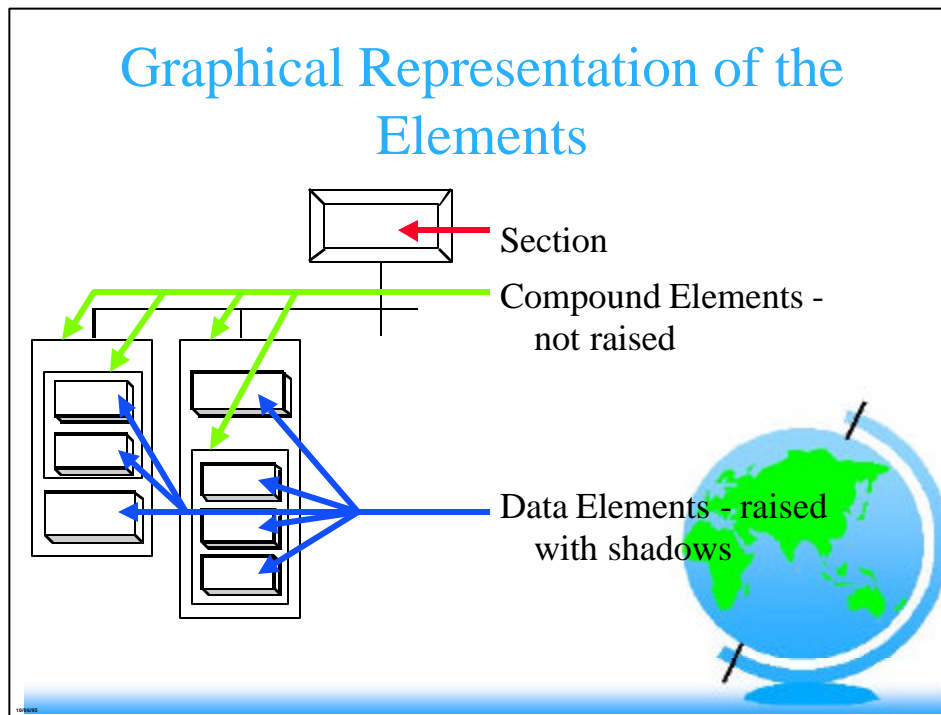 Graphical Representation of the
Elements
Section
Compound Elements -
not raised
Data Elements - raised
with shadows